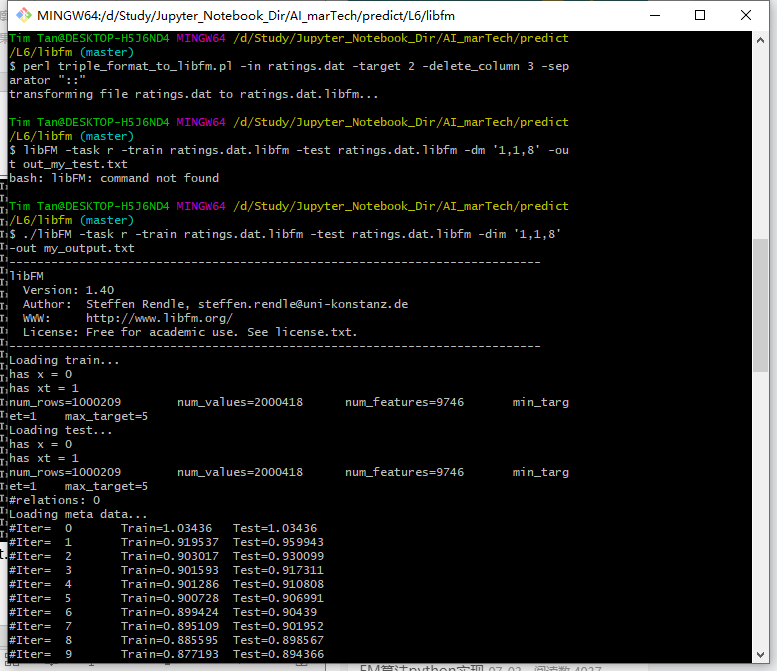 MINGW64:/d/Study/Jupyter_Notebook_Dir/AI_marTech/predict/L6/libfm
Tim Tan@DESKTOP-H5J6ND4 MINGW64 /d/Study/Jupyter_Notebook_Dir/AI_marTech/predict
/L6/libfm (master)
$ perl triple_format_to_libfm.pl -in ratings.dat -target 2 -delete_column 3 -sep
arator "::"
transforming file ratings.dat to ratings.dat.libfm...
Tim Tan@DESKTOP-H5J6ND4 MINGW64 /d/Study/Jupyter_Notebook_Dir/AI_marTech/predict
/L6/libfm (master)
$ libFM -task r -train ratings.dat.libfm -test ratings.dat.libfm -dm '1,1,8' -ou
t out_my_test.txt
bash: libFM: command not found
Tim Tan@DESKTOP-H5J6ND4 MINGW64 /d/Study/Jupyter_Notebook_Dir/AI_marTech/predict
/L6/libfm (master)
$ ./libFM -task r -train ratings.dat.libfm -test ratings.dat.libfm -dim '1,1,8'
-out my_output.txt
----------------------------------------------------------------------------
libFM
Version: 1.40
Author: Steffen Rendle, steffen.rendle@uni-konstanz.de
WWW: http://www.libfm.org/
License: Free for academic use. See license.txt.
----------------------------------------------------------------------------
Loading train...
has x = 0
has xt = 1
num_rows=1000209 num_values=2000418 num_features=9746 min_targ
et=1 max_target=5
Loading test...
has x = 0
has xt = 1
num_rows=1000209 num_values=2000418 num_features=9746 min_targ
et=1 max_target=5
#relations: 0
Loading meta data...
#Iter= 0 Train=1.03436 Test=1.03436
#Iter= 1 Train=0.919537 Test=0.959943
#Iter= 2 Train=0.903017 Test=0.930099
#Iter= 3 Train=0.901593 Test=0.917311
#Iter= 4 Train=0.901286 Test=0.910808
#Iter= 5 Train=0.900728 Test=0.906991
#Iter= 6 Train=0.899424 Test=0.90439
#Iter= 7 Train=0.895109 Test=0.901952
#Iter= 8 Train=0.885595 Test=0.898567
#Iter= 9 Train=0.877193 Test=0.894366